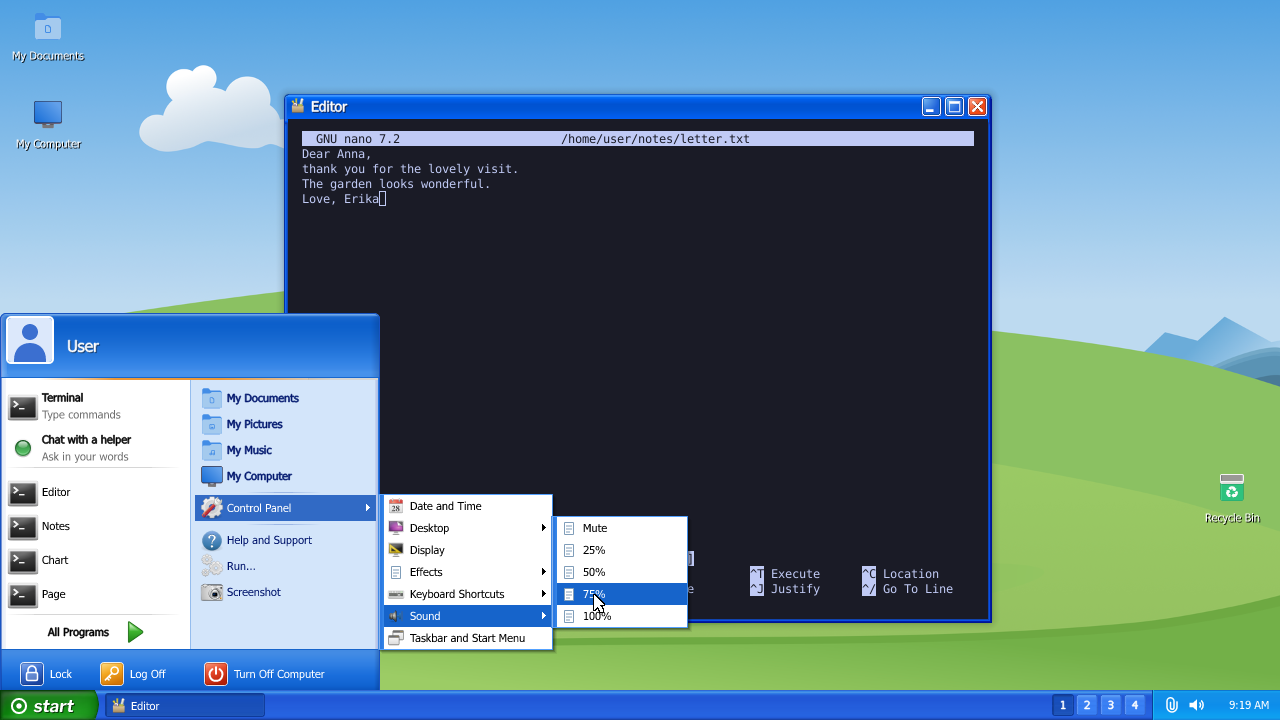 My Documents
My Computer
Editor
GNU nano 7.2 /home/user/notes/letter.txt
Dear Anna,
thank you for the lovely visit.
The garden looks wonderful.
Love, Erika
^T Execute ^C Location
^J Justify ^/ Go To Line
User
Terminal
Type commands
Chat with a helper
Ask in your words
Editor
Notes
Chart
Page
All Programs
My Documents
My Pictures
My Music
My Computer
Control Panel
Help and Support
Run...
Screenshot
Lock
Log Off
Turn Off Computer
Date and Time
Desktop
Display
Effects
Keyboard Shortcuts
Sound
Taskbar and Start Menu
Mute
25%
50%
75%
100%
Recycle Bin
start
Editor
1 2 3 4
9:19 AM